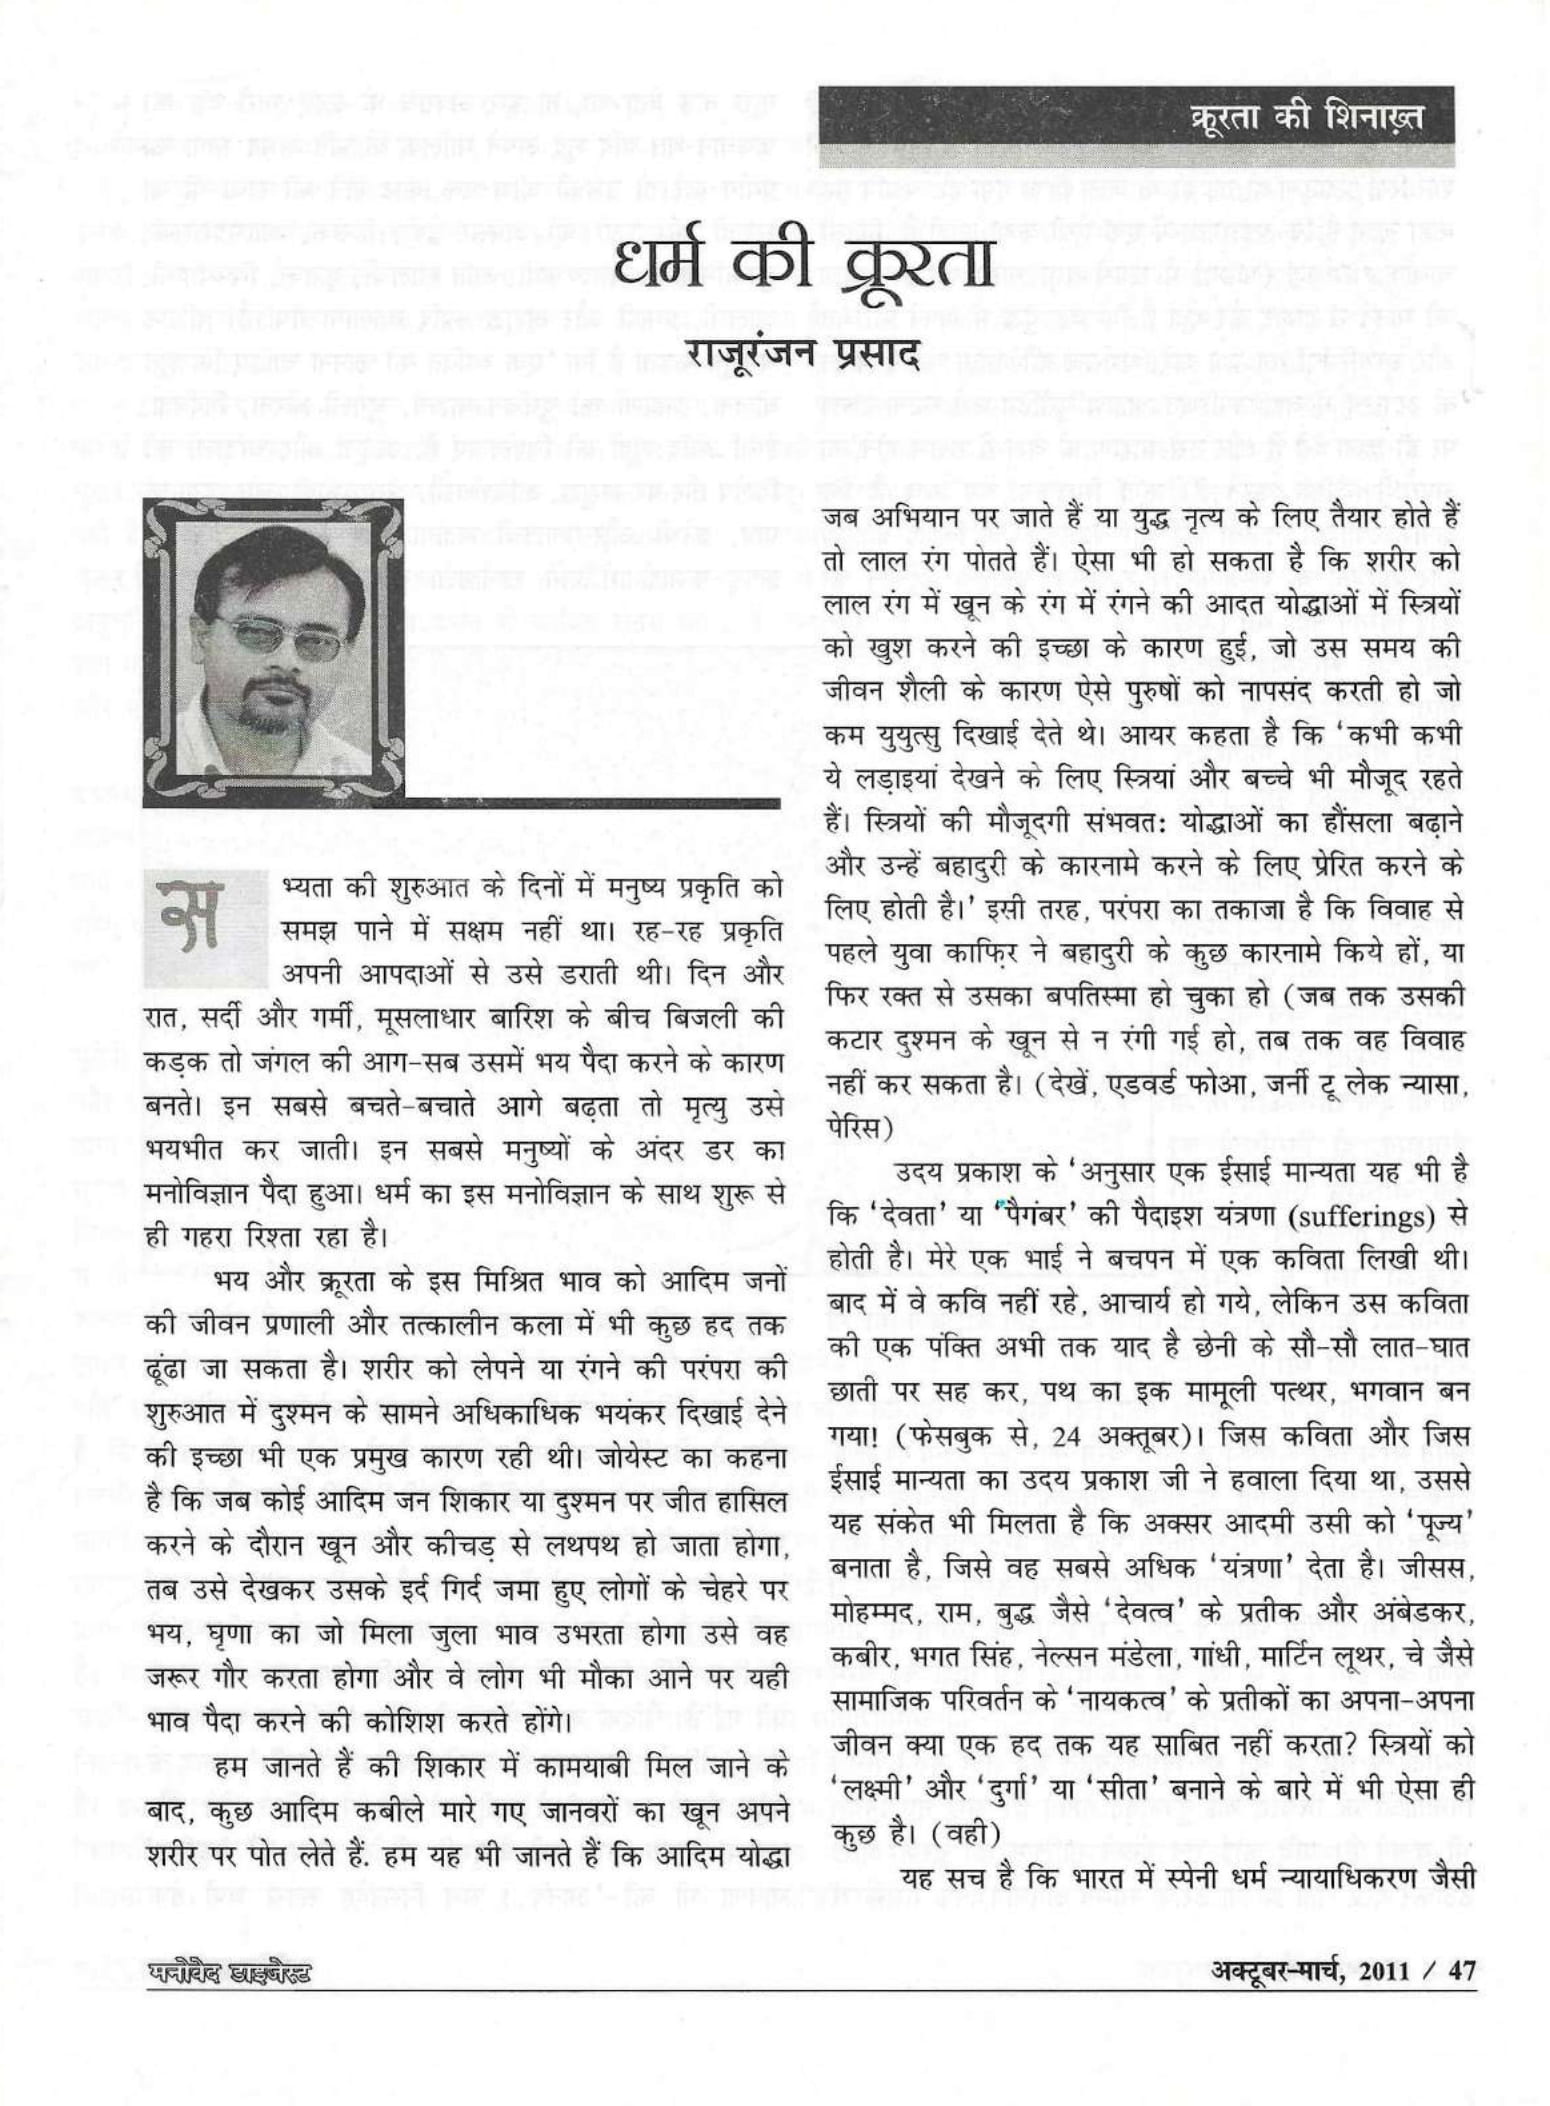 क्रूरता की शिनाख़्त
धर्म की क्रूरता
राजूरंजन प्रसाद
सभ्यता की शुरुआत के दिनों में मनुष्य प्रकृति को
समझ पाने में सक्षम नहीं था। रह-रह प्रकृति
अपनी आपदाओं से उसे डराती थी। दिन और
रात, सर्दी और गर्मी, मूसलाधार बारिश के बीच बिजली की
कड़क तो जंगल की आग-सब उसमें भय पैदा करने के कारण
बनते। इन सबसे बचते-बचाते आगे बढ़ता तो मृत्यु उसे
भयभीत कर जाती। इन सबसे मनुष्यों के अंदर डर का
मनोविज्ञान पैदा हुआ। धर्म का इस मनोविज्ञान के साथ शुरू से
ही गहरा रिश्ता रहा है।
भय और क्रूरता के इस मिश्रित भाव को आदिम जनों
की जीवन प्रणाली और तत्कालीन कला में भी कुछ हद तक
ढूंढा जा सकता है। शरीर को लेपने या रंगने की परंपरा की
शुरुआत में दुश्मन के सामने अधिकाधिक भयकर दिखाई देने
की इच्छा भी एक प्रमुख कारण रही थी। जोयेस्ट का कहना
है कि जब कोई आदिम जन शिकार या दुश्मन पर जीत हासिल
करने के दौरान खून और कीचड़ से लथपथ हो जाता होगा,
तब उसे देखकर उसके इर्द गिर्द जमा हुए लोगों के चेहरे पर
भय, घृणा का जो मिला जुला भाव उभरता होगा उसे वह
जरूर गौर करता होगा और वे लोग भी मौका आने पर यही
भाव पैदा करने की कोशिश करते होंगे।
हम जानते हैं की शिकार में कामयाबी मिल जाने के
बाद, कुछ आदिम कबीले मारे गए जानवरों का खून अपने
शरीर पर पोत लेते हैं. हम यह भी जानते हैं कि आदिम योद्धा
जब अभियान पर जाते हैं या युद्ध नृत्य के लिए तैयार होते हैं
तो लाल रंग पोतते हैं। ऐसा भी हो सकता है कि शरीर को
लाल रंग में खून के रंग में रंगने की आदत योद्धाओं में स्त्रियों
को खुश करने की इच्छा के कारण हुई, जो उस समय की
जीवन शैली के कारण ऐसे पुरुषों को नापसंद करती हो जो
कम युयुत्सु दिखाई देते थे। आयर कहता है कि ‘कभी कभी
ये लड़ाइयां देखने के लिए स्त्रियां और बच्चे भी मौजूद रहते
हैं। स्त्रियों की मौजूदगी संभवतः योद्धाओं का हौंसला बढ़ाने
और उन्हें बहादुरी के कारनामे करने के लिए प्रेरित करने के
लिए होती है।’ इसी तरह, परंपरा का तकाजा है कि विवाह से
पहले युवा काफ़िर ने बहादुरी के कुछ कारनामे किये हों, या
फिर रक्त से उसका बपतिस्मा हो चुका हो (जब तक उसकी
कटार दुश्मन के खून से न रंगी गई हो, तब तक वह विवाह
नहीं कर सकता है। (देखें, एडवर्ड फोआ, जर्नी टू लेक न्यासा,
पेरिस)
उदय प्रकाश के ‘अनुसार एक ईसाई मान्यता यह भी है
कि ‘देवता’ या ‘पैगंबर’ की पैदाइश यंत्रणा (sufferings) से
होती है। मेरे एक भाई ने बचपन में एक कविता लिखी थी।
बाद में वे कवि नहीं रहे, आचार्य हो गये, लेकिन उस कविता
की एक पंक्ति अभी तक याद है छेनी के सौ-सौ लात-घात
छाती पर सह कर, पथ का इक मामूली पत्थर, भगवान बन
गया! (फेसबुक से, 24 अक्तूबर)। जिस कविता और जिस
ईसाई मान्यता का उदय प्रकाश जी ने हवाला दिया था, उससे
यह संकेत भी मिलता है कि अक्सर आदमी उसी को ‘पूज्य’
बनाता है, जिसे वह सबसे अधिक ‘यंत्रणा’ देता है। जीसस,
मोहम्मद, राम, बुद्ध जैसे ‘देवत्व’ के प्रतीक और अंबेडकर,
कबीर, भगत सिंह, नेल्सन मंडेला, गांधी, मार्टिन लूथर, चे जैसे
सामाजिक परिवर्तन के ‘नायकत्व’ के प्रतीकों का अपना-अपना
जीवन क्या एक हद तक यह साबित नहीं करता? स्त्रियों को
‘लक्ष्मी’ और ‘दुर्गा’ या ‘सीता’ बनाने के बारे में भी ऐसा ही
कुछ है। (वही)
यह सच है कि भारत में स्पेनी धर्म न्यायाधिकरण जैसी
मनोवेद डाइजेस्ट
अक्टूबर-मार्च, 2011 / 47